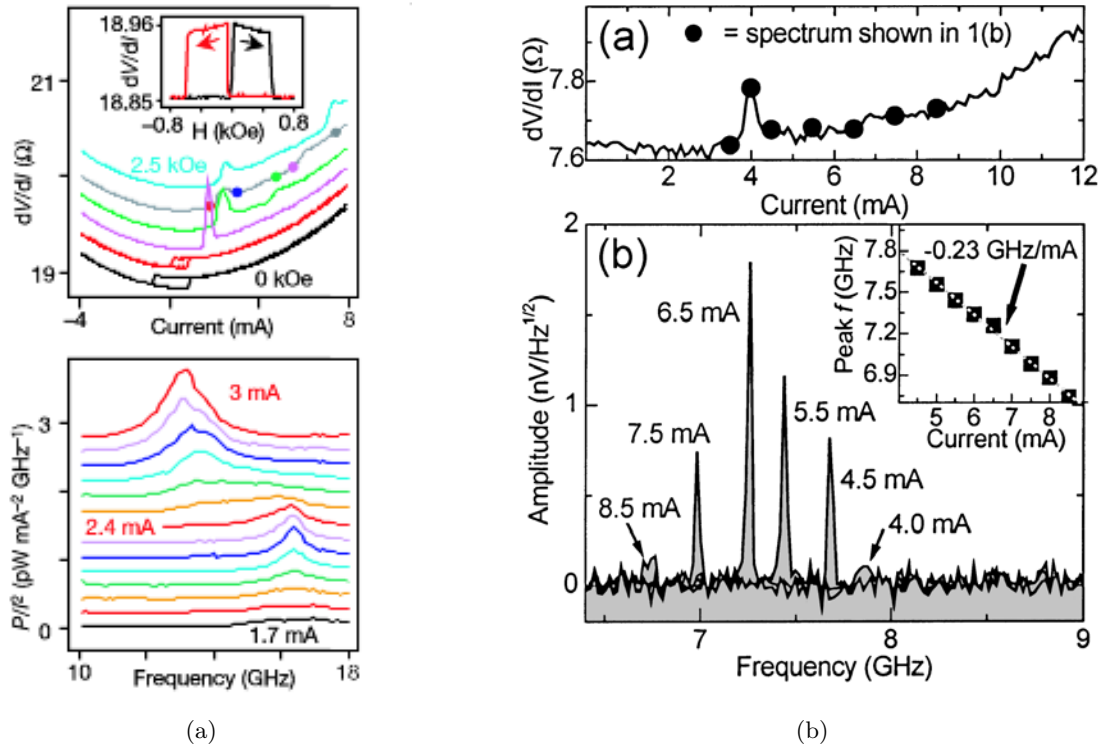 18.96
dV/dI
18.85
−0.8
H (kOe)
0.8
21
dV/dI (Ω)
19
2.5 kOe
0 kOe
−4
Current (mA)
8
3
P/I² (pW mA⁻² GHz⁻¹)
0
3 mA
2.4 mA
1.7 mA
10
Frequency (GHz)
18
(a)
(a)
● = spectrum shown in 1(b)
dV/dI (Ω)
7.8
7.6
2 4 6 8 10 12
Current (mA)
(b)
2
1
0
Amplitude (nV/Hz¹ᐟ²)
6.5 mA
7.5 mA
5.5 mA
4.5 mA
8.5 mA
4.0 mA
7.8
7.5
7.2
6.9
Peak f (GHz)
-0.23 GHz/mA
5 6 7 8
Current (mA)
7 8 9
Frequency (GHz)
(b)